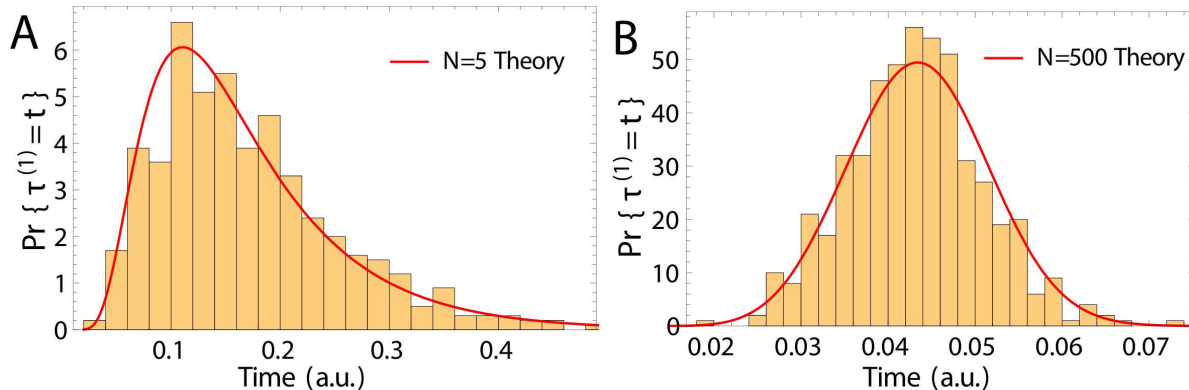 A
Pr { τ(1) = t }
6
5
4
3
2
1
0
N=5 Theory
0.1 0.2 0.3 0.4
Time (a.u.)
B
Pr { τ(1) = t }
50
40
30
20
10
0
N=500 Theory
0.02 0.03 0.04 0.05 0.06 0.07
Time (a.u.)